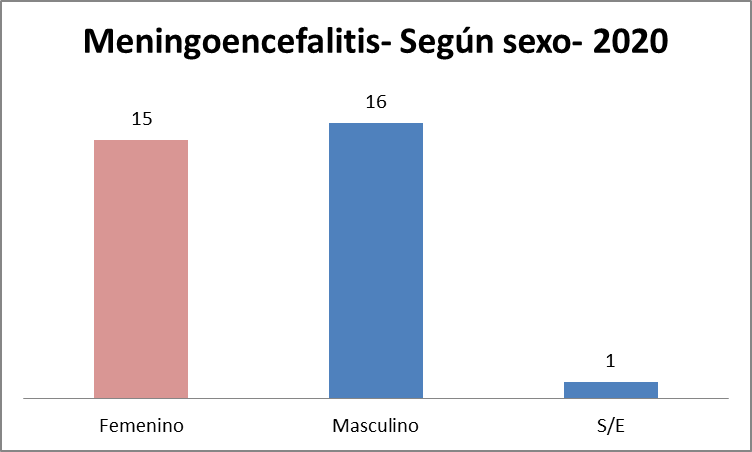 Meningoencefalitis- Según sexo- 2020
15
16
1
Femenino
Masculino
S/E